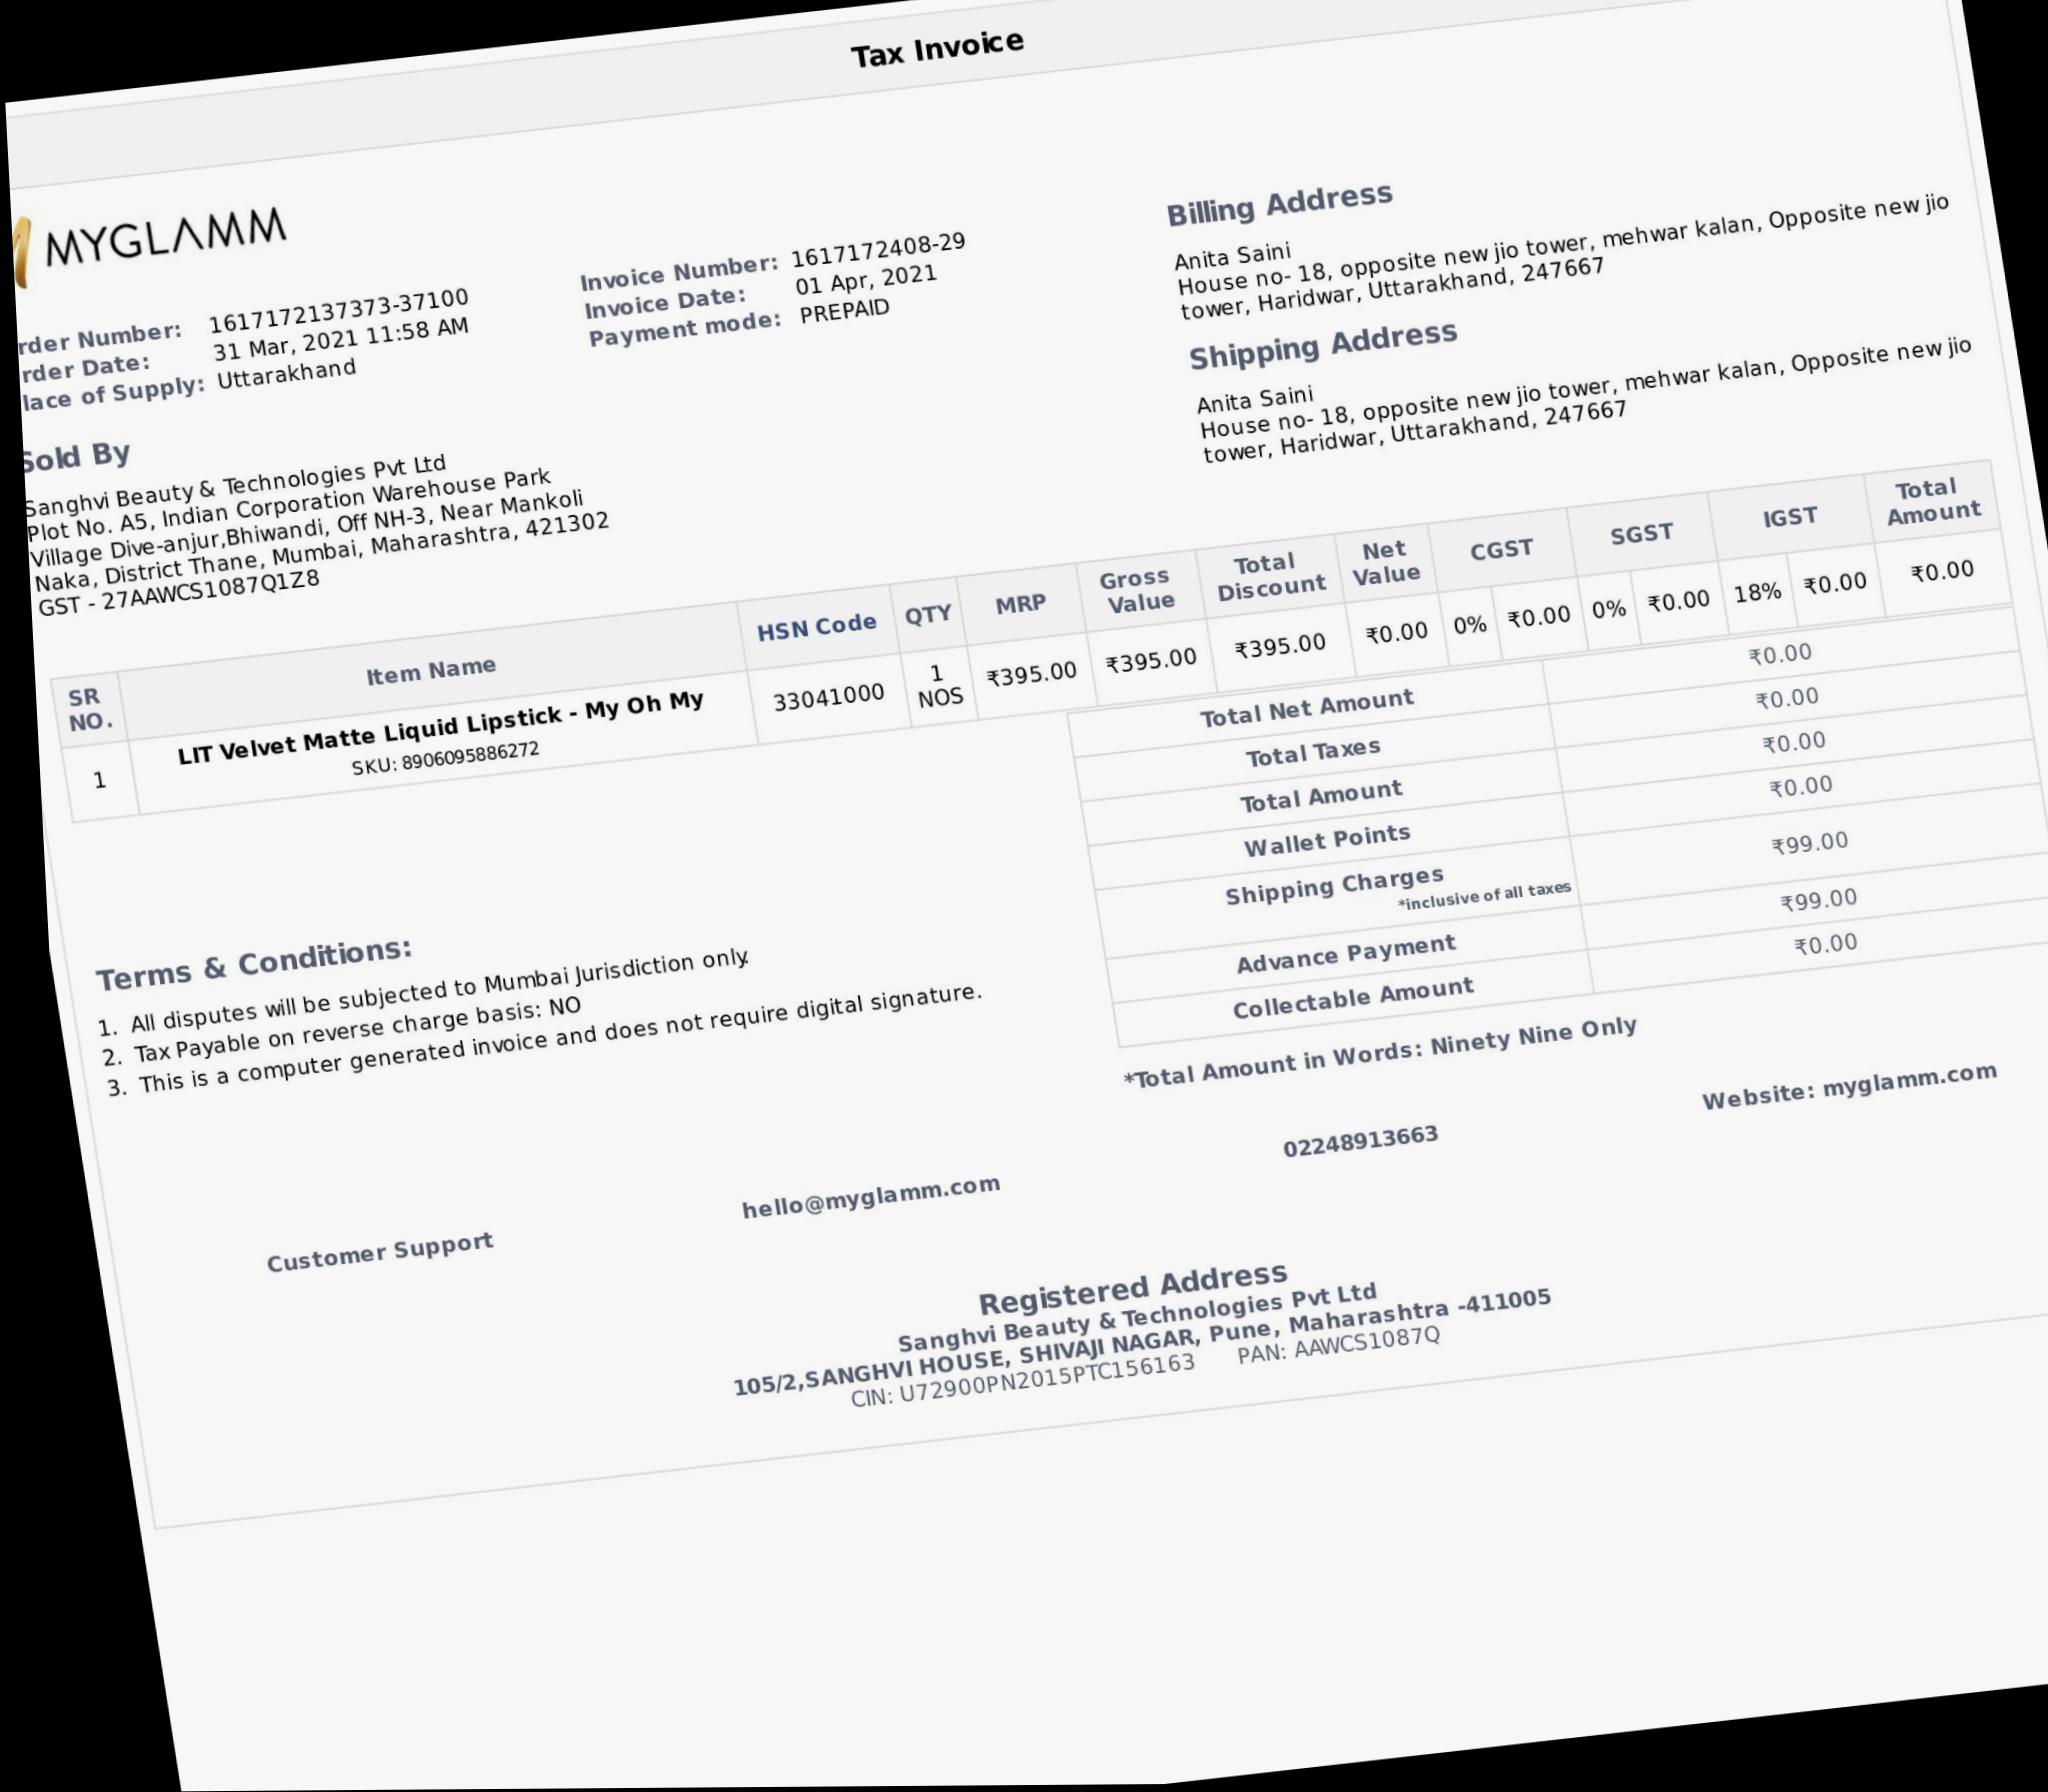 Tax Invoice
MYGLAMM
rder Number: 1617172137373-37100
rder Date: 31 Mar, 2021 11:58 AM
lace of Supply: Uttarakhand
Invoice Number: 1617172408-29
Invoice Date: 01 Apr, 2021
Payment mode: PREPAID
Billing Address
Anita Saini
House no- 18, opposite new jio tower, mehwar kalan, Opposite new jio
tower, Haridwar, Uttarakhand, 247667
Shipping Address
Anita Saini
House no- 18, opposite new jio tower, mehwar kalan, Opposite new jio
tower, Haridwar, Uttarakhand, 247667
Sold By
Sanghvi Beauty & Technologies Pvt Ltd
Plot No. A5, Indian Corporation Warehouse Park
Village Dive-anjur,Bhiwandi, Off NH-3, Near Mankoli
Naka, District Thane, Mumbai, Maharashtra, 421302
GST - 27AAWCS1087Q1Z8
SR NO. Item Name HSN Code QTY MRP Gross Value Total Discount Net Value CGST SGST IGST Total Amount
1 LIT Velvet Matte Liquid Lipstick - My Oh My 33041000 1 NOS ₹395.00 ₹395.00 ₹395.00 ₹0.00 0% ₹0.00 0% ₹0.00 18% ₹0.00 ₹0.00
SKU: 8906095886272
Total Net Amount ₹0.00
Total Taxes ₹0.00
Total Amount ₹0.00
Wallet Points ₹0.00
Shipping Charges ₹99.00
*inclusive of all taxes
Advance Payment ₹99.00
Collectable Amount ₹0.00
*Total Amount in Words: Ninety Nine Only
Terms & Conditions:
1. All disputes will be subjected to Mumbai Jurisdiction only.
2. Tax Payable on reverse charge basis: NO
3. This is a computer generated invoice and does not require digital signature.
Customer Support hello@myglamm.com 02248913663 Website: myglamm.com
Registered Address
Sanghvi Beauty & Technologies Pvt Ltd
105/2,SANGHVI HOUSE, SHIVAJI NAGAR, Pune, Maharashtra -411005
CIN: U72900PN2015PTC156163 PAN: AAWCS1087Q